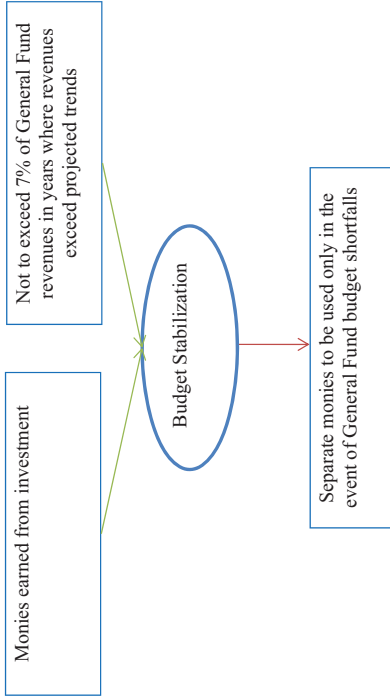 Monies earned from investment
Not to exceed 7% of General Fund
revenues in years where revenues
exceed projected trends
Budget Stabilization
Separate monies to be used only in the
event of General Fund budget shortfalls